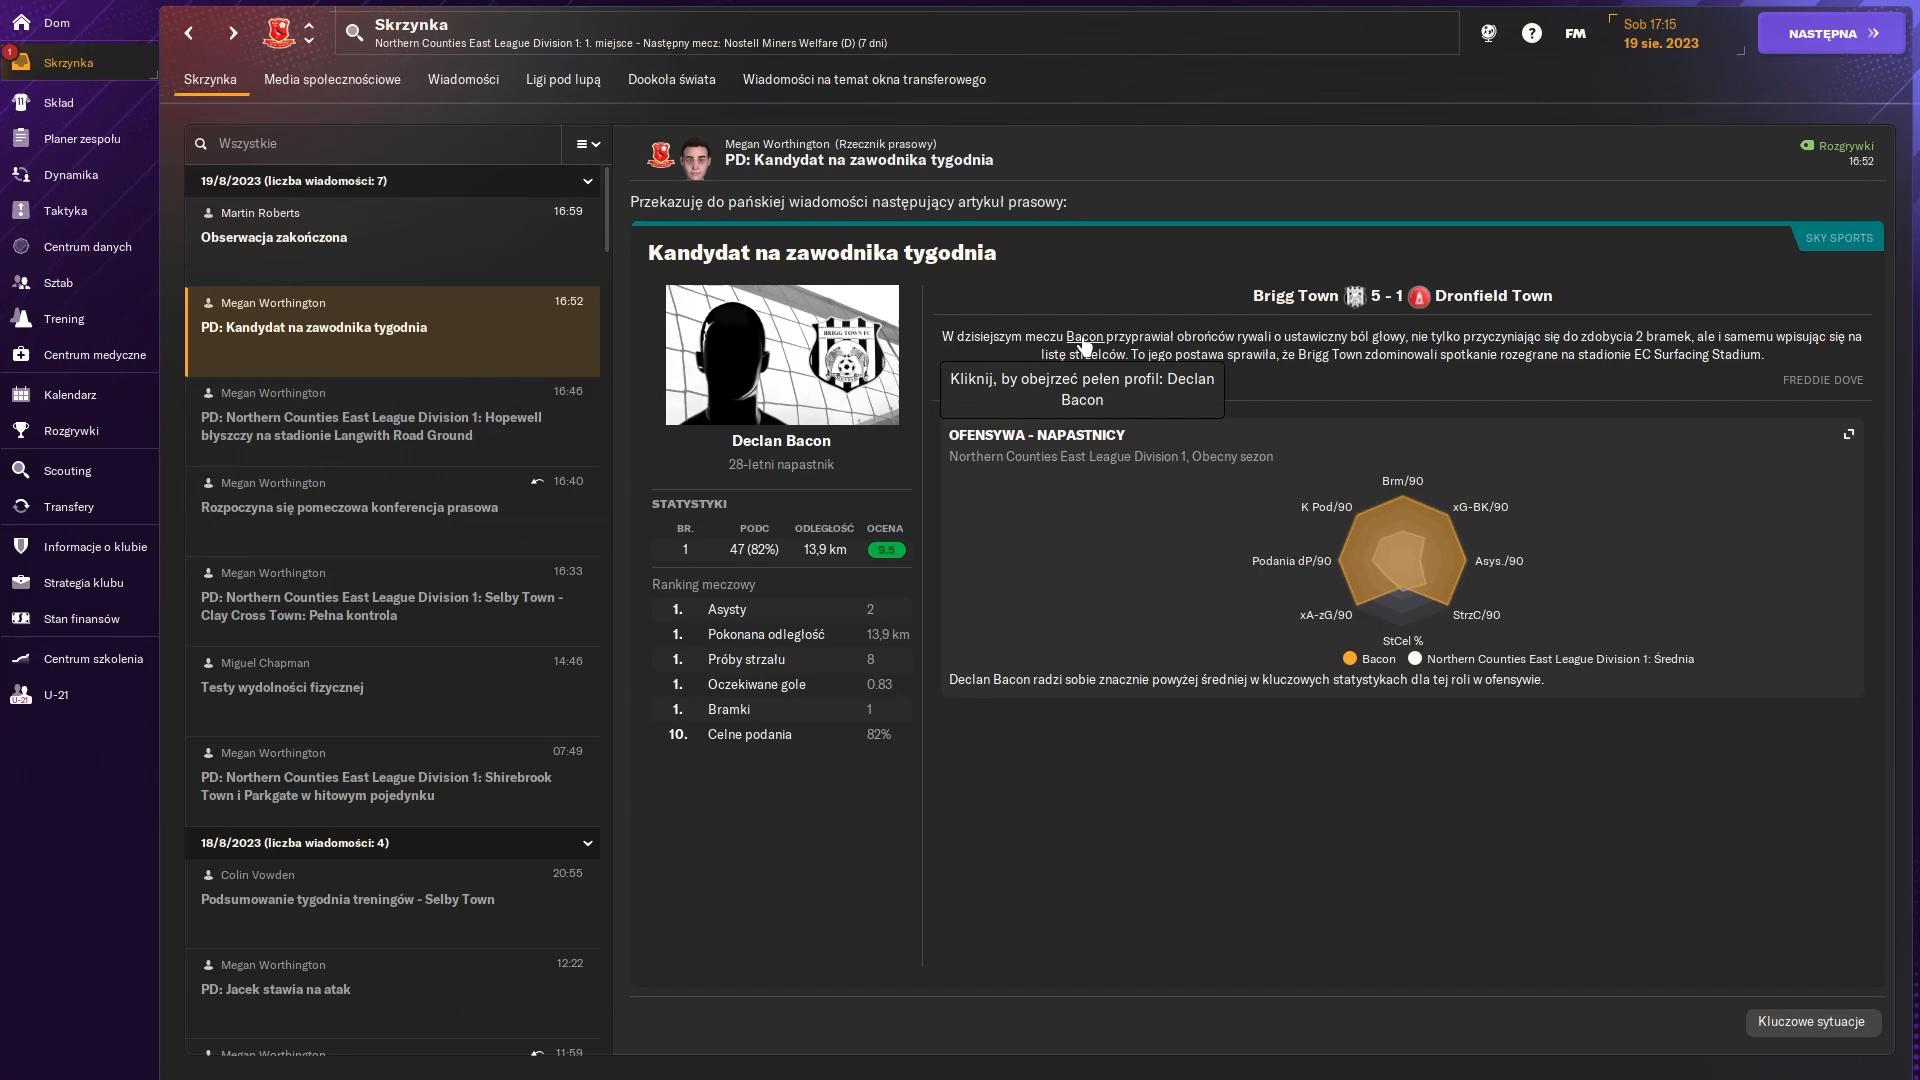 Dom
1
Skrzynka
Skład
Planer zespołu
Dynamika
Taktyka
Centrum danych
Sztab
Trening
Centrum medyczne
Kalendarz
Rozgrywki
Scouting
Transfery
Informacje o klubie
Strategia klubu
Stan finansów
Centrum szkolenia
U-21
U-21
Skrzynka
Northern Counties East League Division 1: 1. miejsce - Następny mecz: Nostell Miners Welfare (D) (7 dni)
?
FM
Sob 17:15
19 sie. 2023
NASTĘPNA
Skrzynka
Media społecznościowe
Wiadomości
Ligi pod lupą
Dookoła świata
Wiadomości na temat okna transferowego
Wszystkie
19/8/2023 (liczba wiadomości: 7)
Martin Roberts 16:59
Obserwacja zakończona
Megan Worthington 16:52
PD: Kandydat na zawodnika tygodnia
Megan Worthington 16:46
PD: Northern Counties East League Division 1: Hopewell
błyszczy na stadionie Langwith Road Ground
Megan Worthington 16:40
Rozpoczyna się pomeczowa konferencja prasowa
Megan Worthington 16:33
PD: Northern Counties East League Division 1: Selby Town -
Clay Cross Town: Pełna kontrola
Miguel Chapman 14:46
Testy wydolności fizycznej
Megan Worthington 07:49
PD: Northern Counties East League Division 1: Shirebrook
Town i Parkgate w hitowym pojedynku
18/8/2023 (liczba wiadomości: 4)
Colin Vowden 20:55
Podsumowanie tygodnia treningów - Selby Town
Megan Worthington 12:22
PD: Jacek stawia na atak
Megan Worthington 11:59
Megan Worthington (Rzecznik prasowy)
PD: Kandydat na zawodnika tygodnia
Rozgrywki
16:52
Przekazuję do pańskiej wiadomości następujący artykuł prasowy:
SKY SPORTS
Kandydat na zawodnika tygodnia
BRIGG TOWN FC
Declan Bacon
28-letni napastnik
STATYSTYKI
BR. PODC ODLEGŁOŚĆ OCENA
1 47 (82%) 13,9 km 9.5
Ranking meczowy
1. Asysty 2
1. Pokonana odległość 13,9 km
1. Próby strzału 8
1. Oczekiwane gole 0.83
1. Bramki 1
10. Celne podania 82%
Brigg Town 5 - 1 Dronfield Town
W dzisiejszym meczu Bacon przyprawiał obrońców rywali o ustawiczny ból głowy, nie tylko przyczyniając się do zdobycia 2 bramek, ale i samemu wpisując się na
listę strzelców. To jego postawa sprawiła, że Brigg Town zdominowali spotkanie rozegrane na stadionie EC Surfacing Stadium.
Kliknij, by obejrzeć pełen profil: Declan
Bacon
FREDDIE DOVE
OFENSYWA - NAPASTNICY
Northern Counties East League Division 1, Obecny sezon
Brm/90
K Pod/90 xG-BK/90
Podania dP/90 Asys./90
xA-zG/90 StrzC/90
StCel %
Bacon Northern Counties East League Division 1: Średnia
Declan Bacon radzi sobie znacznie powyżej średniej w kluczowych statystykach dla tej roli w ofensywie.
Kluczowe sytuacje